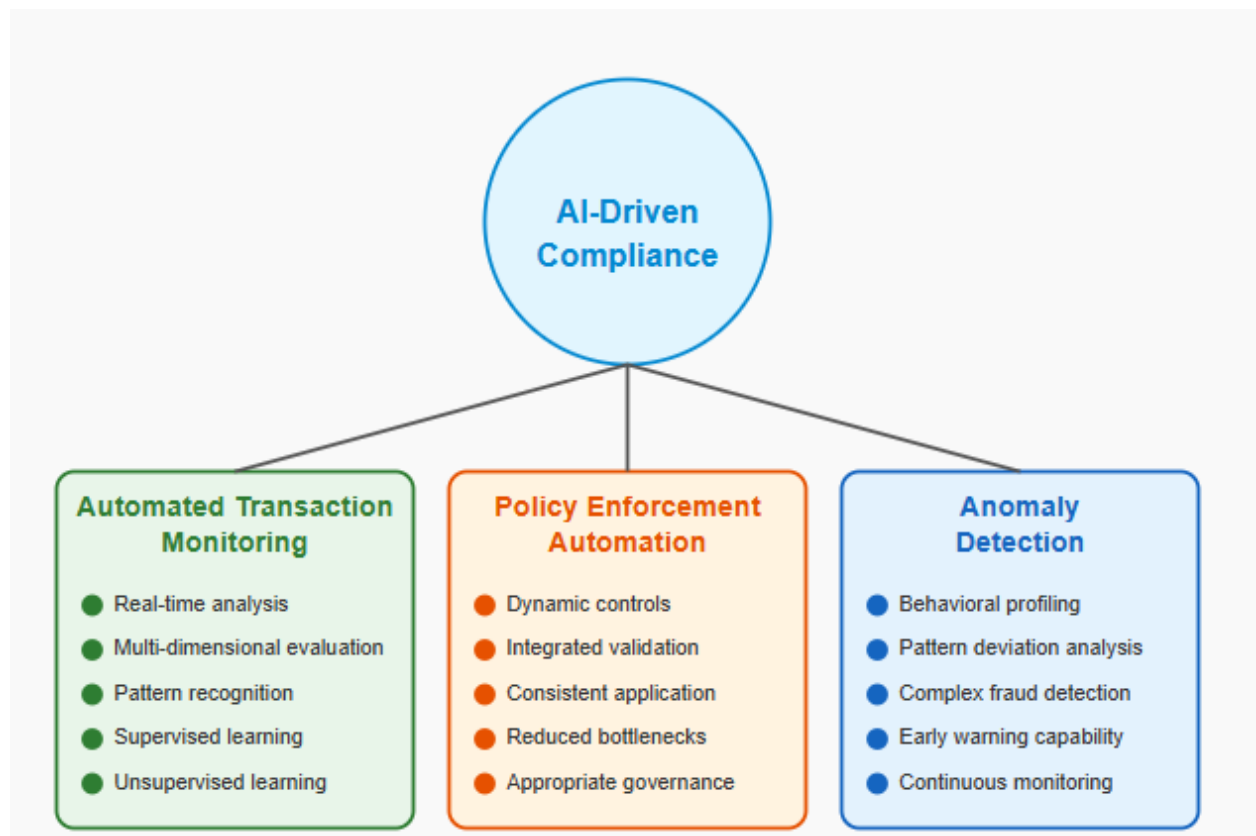 AI-Driven
Compliance
Automated Transaction
Monitoring
Real-time analysis
Multi-dimensional evaluation
Pattern recognition
Supervised learning
Unsupervised learning
Policy Enforcement
Automation
Dynamic controls
Integrated validation
Consistent application
Reduced bottlenecks
Appropriate governance
Anomaly
Detection
Behavioral profiling
Pattern deviation analysis
Complex fraud detection
Early warning capability
Continuous monitoring